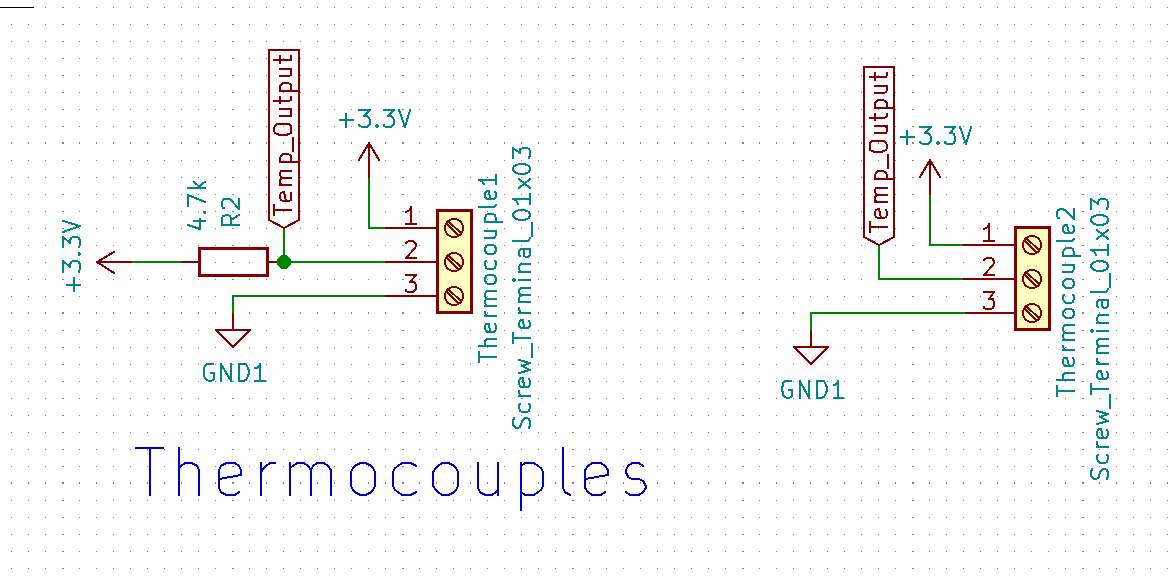 Temp_Output
+3.3V
4.7k
R2
+3.3V
1
2
3
GND1
Thermocouple1
Screw_Terminal_01x03
Temp_Output
+3.3V
1
2
3
GND1
Thermocouple2
Screw_Terminal_01x03
Thermocouples